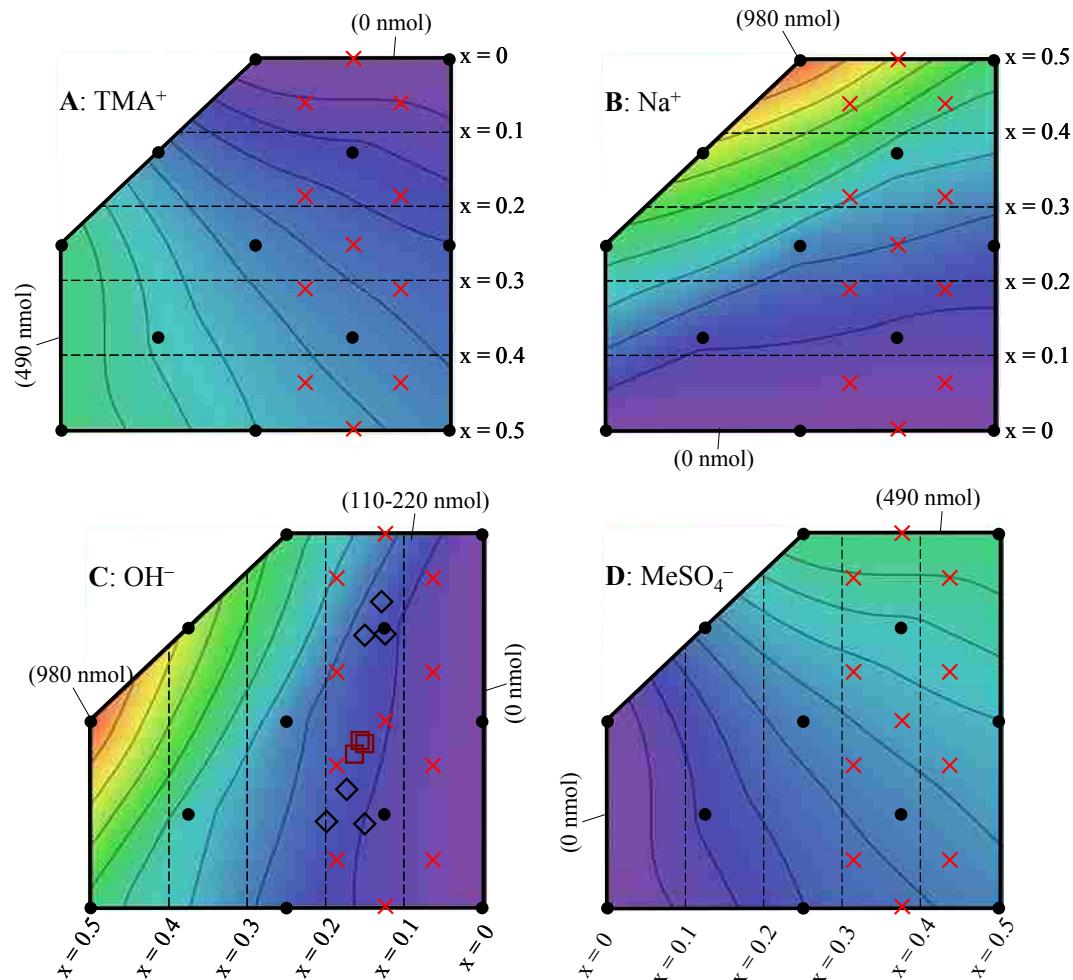 (0 nmol)
A: TMA⁺
x = 0
x = 0.1
x = 0.2
x = 0.3
x = 0.4
x = 0.5
(490 nmol)
(980 nmol)
B: Na⁺
x = 0.5
x = 0.4
x = 0.3
x = 0.2
x = 0.1
x = 0
(0 nmol)
(110-220 nmol)
C: OH⁻
(980 nmol)
(0 nmol)
x = 0.5
x = 0.4
x = 0.3
x = 0.2
x = 0.1
x = 0
(490 nmol)
D: MeSO₄⁻
(0 nmol)
x = 0
x = 0.1
x = 0.2
x = 0.3
x = 0.4
x = 0.5